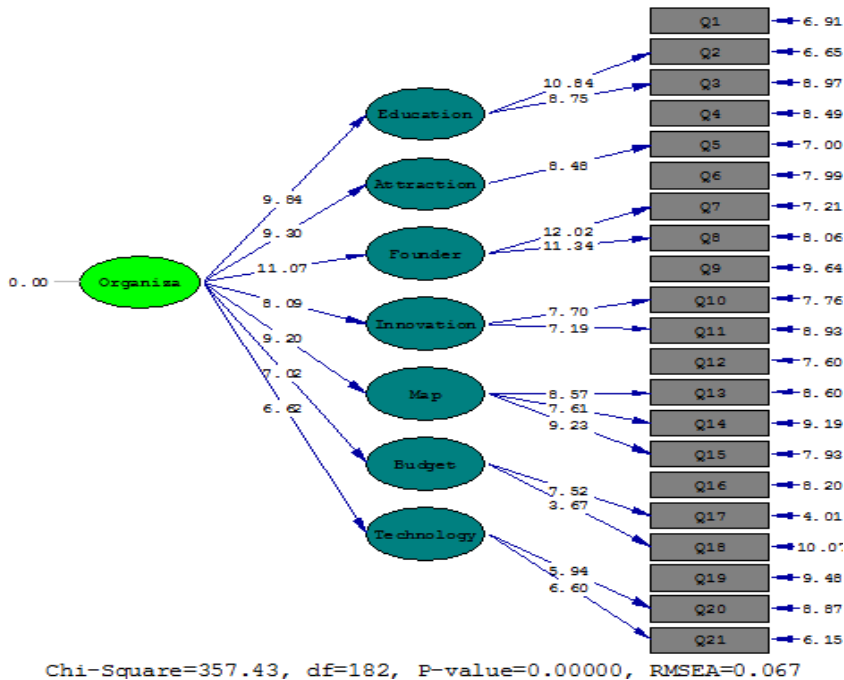 Q1 6.91
10.84 Q2 6.65
8.75 Q3 8.97
Education Q4 8.49
Q5 7.00
8.48
Attraction Q6 7.99
9.84
Q7 7.21
9.30 12.02
11.34 Q8 8.06
Founder
11.07 Q9 9.64
0.00 Organisa
8.09 7.70 Q10 7.76
Innovation 7.19 Q11 8.93
9.20
Q12 7.60
7.02
Map 8.57 Q13 8.60
6.62 7.61 Q14 9.19
9.23
Q15 7.93
Budget
Q16 8.20
7.52
3.67 Q17 4.01
Technology Q18 10.07
5.94 Q19 9.48
6.60
Q20 8.87
Q21 6.15
Chi-Square=357.43, df=182, P-value=0.00000, RMSEA=0.067